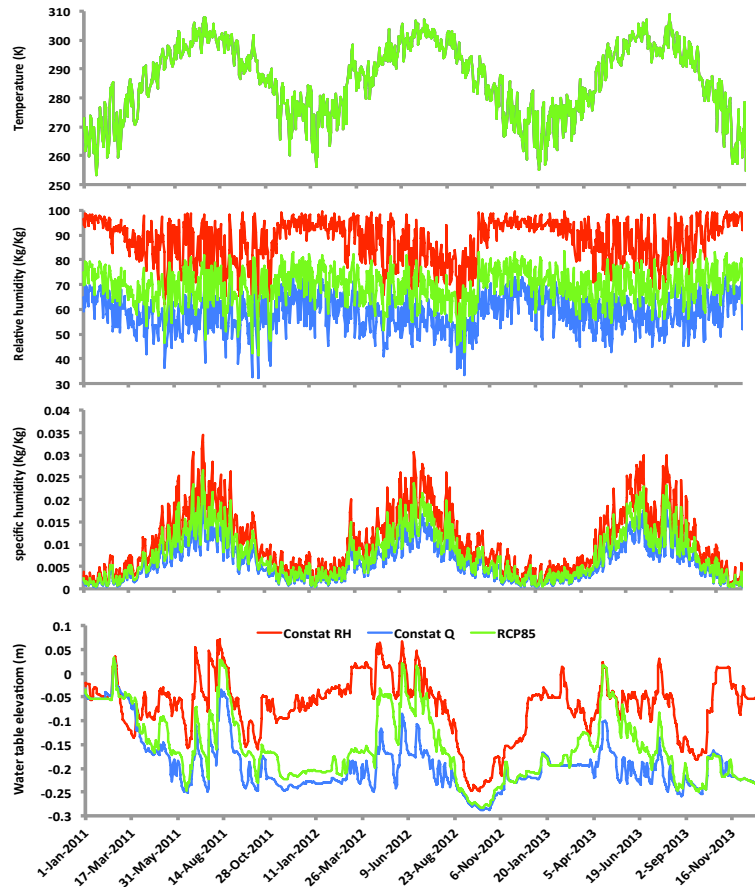 Temperature (K)
310
300
290
280
270
260
250
Relative humidity (Kg/Kg)
100
90
80
70
60
50
40
30
specific humidity (Kg/Kg)
0.04
0.035
0.03
0.025
0.02
0.015
0.01
0.005
0
Constat RH
Constat Q
RCP85
Water table elevatiom (m)
0.1
0.05
0
-0.05
-0.1
-0.15
-0.2
-0.25
-0.3
1-Jan-2011
17-Mar-2011
31-May-2011
14-Aug-2011
28-Oct-2011
11-Jan-2012
26-Mar-2012
9-Jun-2012
23-Aug-2012
6-Nov-2012
20-Jan-2013
5-Apr-2013
19-Jun-2013
2-Sep-2013
16-Nov-2013